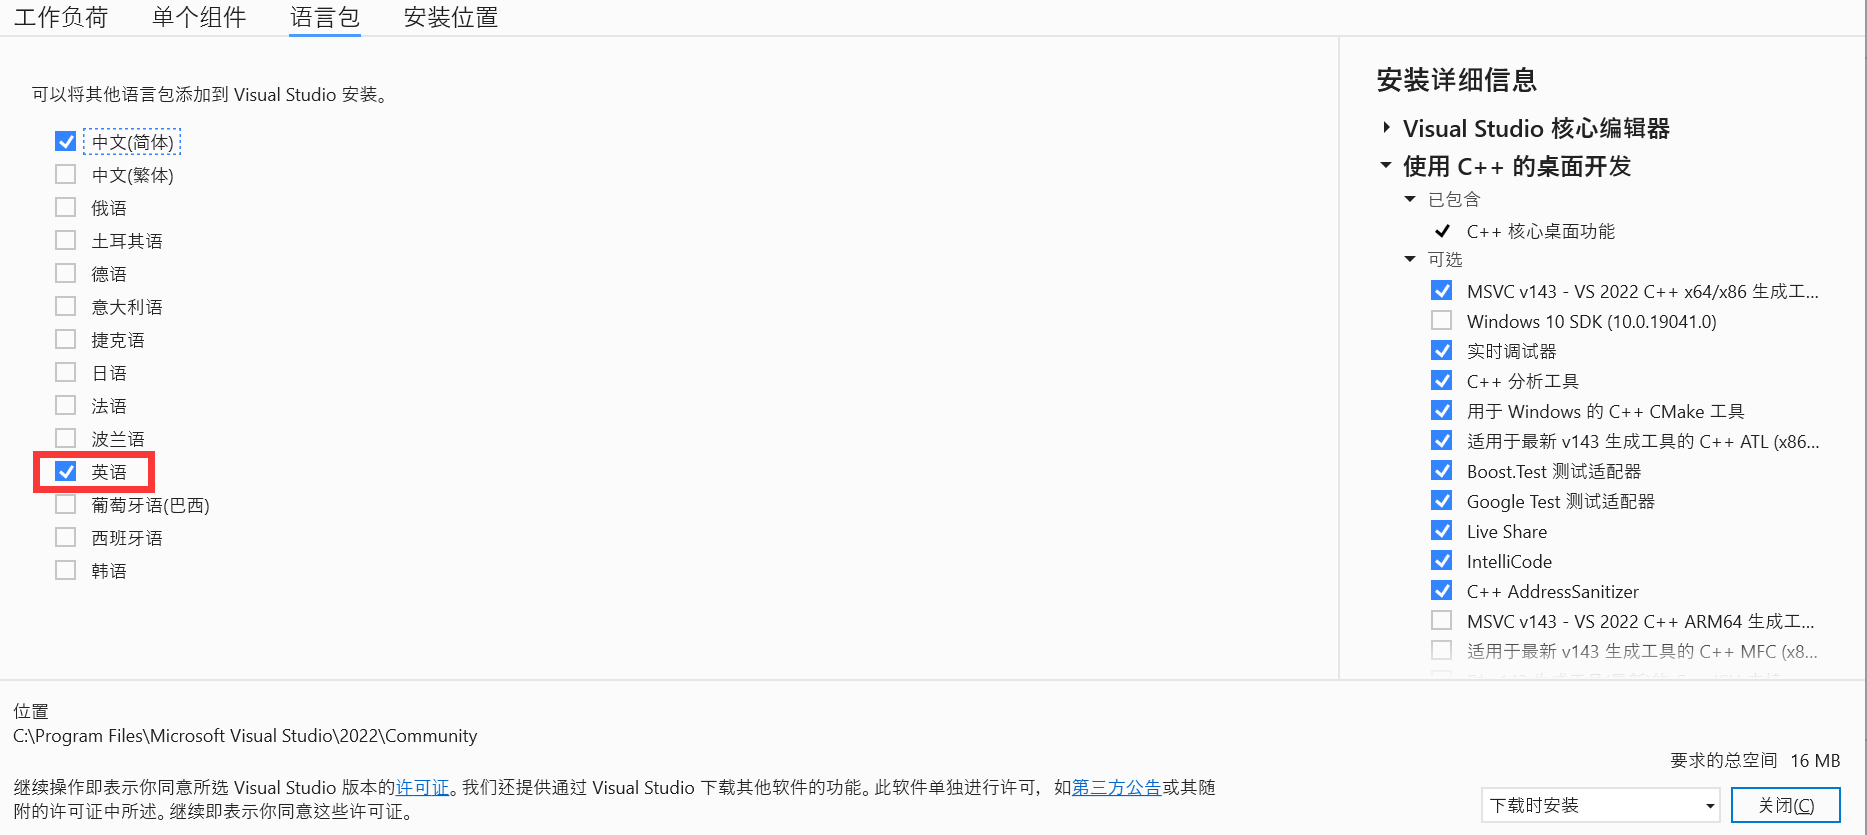 工作负荷 单个组件 语言包 安装位置
可以将其他语言包添加到 Visual Studio 安装。
中文(简体)
中文(繁体)
俄语
土耳其语
德语
意大利语
捷克语
日语
法语
波兰语
英语
葡萄牙语(巴西)
西班牙语
韩语
安装详细信息
Visual Studio 核心编辑器
使用 C++ 的桌面开发
已包含
C++ 核心桌面功能
可选
MSVC v143 - VS 2022 C++ x64/x86 生成工...
Windows 10 SDK (10.0.19041.0)
实时调试器
C++ 分析工具
用于 Windows 的 C++ CMake 工具
适用于最新 v143 生成工具的 C++ ATL (x86...
Boost.Test 测试适配器
Google Test 测试适配器
Live Share
IntelliCode
C++ AddressSanitizer
MSVC v143 - VS 2022 C++ ARM64 生成工...
适用于最新 v143 生成工具的 C++ MFC (x8...
位置
C:\Program Files\Microsoft Visual Studio\2022\Community
继续操作即表示你同意所选 Visual Studio 版本的许可证。我们还提供通过 Visual Studio 下载其他软件的功能。此软件单独进行许可，如第三方公告或其随
附的许可证中所述。继续即表示你同意这些许可证。
要求的总空间 16 MB
下载时安装
关闭(C)